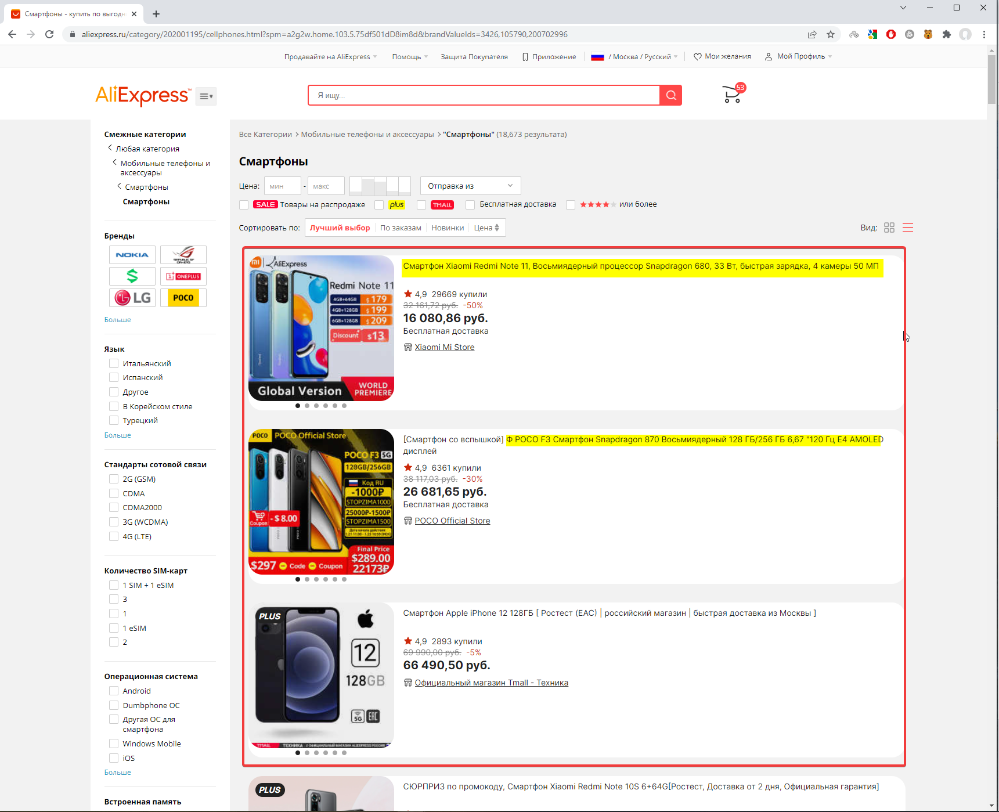 Смартфоны - купить по выгодн
aliexpress.ru/category/202001195/cellphones.html?spm=a2g2w.home.103.5.75df501dD8im8d&brandValueIds=3426,105790,200702996
Продавайте на AliExpress Помощь Защита Покупателя Приложение / Москва / Русский Мои желания Мой Профиль
AliExpress™
Я ищу...
53
Смежные категории
Любая категория
Мобильные телефоны и
аксессуары
Смартфоны
Смартфоны
Бренды
NOKIA
REPUBLIC OF
GAMERS
ONEPLUS
LG
POCO
Больше
Язык
Итальянский
Испанский
Другое
В Корейском стиле
Турецкий
Больше
Стандарты сотовой связи
2G (GSM)
CDMA
CDMA2000
3G (WCDMA)
4G (LTE)
Количество SIM-карт
1 SIM + 1 eSIM
3
1
1 eSIM
2
Операционная система
Android
Dumbphone ОС
Другая ОС для
смартфона
Windows Mobile
iOS
Больше
Встроенная память
Все Категории > Мобильные телефоны и аксессуары > "Смартфоны" (18,673 результата)
Смартфоны
Цена: мин - макс Отправка из
SALE Товары на распродаже plus TMALL Бесплатная доставка или более
Сортировать по: Лучший выбор По заказам Новинки Цена
Вид:
AliExpress
Redmi Note 11
4GB+64GB $179
4GB+128GB $199
6GB+128GB $209
Discount $13
Global Version
WORLD
PREMIERE
Смартфон Xiaomi Redmi Note 11, Восьмиядерный процессор Snapdragon 680, 33 Вт, быстрая зарядка, 4 камеры 50 МП
4,9 29669 купили
32 161,72 руб. -50%
16 080,86 руб.
Бесплатная доставка
Xiaomi Mi Store
POCO POCO Official Store
POCO F3 5G
128GB/256GB
Код RU
-1000₽
STOPZIMA1000
25000₽-1500₽
STOPZIMA1500
Coupon - $ 8.00
Final Price
$289.00
22173₽
$297 Code Coupon
[Смартфон со вспышкой] Ф POCO F3 Смартфон Snapdragon 870 Восьмиядерный 128 ГБ/256 ГБ 6,67 "120 Гц E4 AMOLED
дисплей
4,9 6361 купили
38 117,03 руб. -30%
26 681,65 руб.
Бесплатная доставка
POCO Official Store
PLUS
12
128GB
5G EAC
TMALL ТЕХНИКА // ОФИЦИАЛЬНЫЙ МАГАЗИН ALIEXPRESS РОССИЯ
Смартфон Apple iPhone 12 128ГБ [ Ростест (EAC) | российский магазин | быстрая доставка из Москвы ]
4,9 2893 купили
69 990,00 руб. -5%
66 490,50 руб.
Официальный магазин Tmall - Техника
PLUS
СЮРПРИЗ по промокоду, Смартфон Xiaomi Redmi Note 10S 6+64G[Ростест, Доставка от 2 дня, Официальная гарантия]